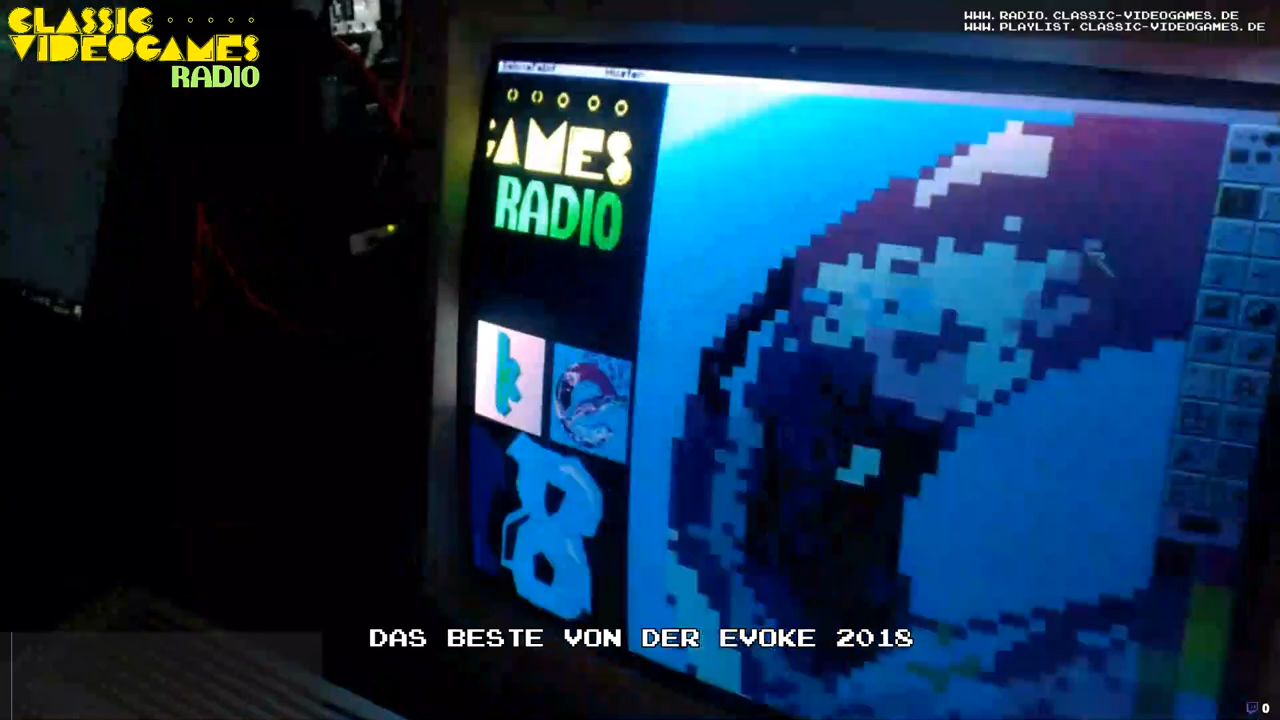 CLASSIC
VIDEOGAMES
RADIO
WWW.RADIO.CLASSIC-VIDEOGAMES.DE
WWW.PLAYLIST.CLASSIC-VIDEOGAMES.DE
GAMES
RADIO
k
e
18
DAS BESTE VON DER EVOKE 2018
0